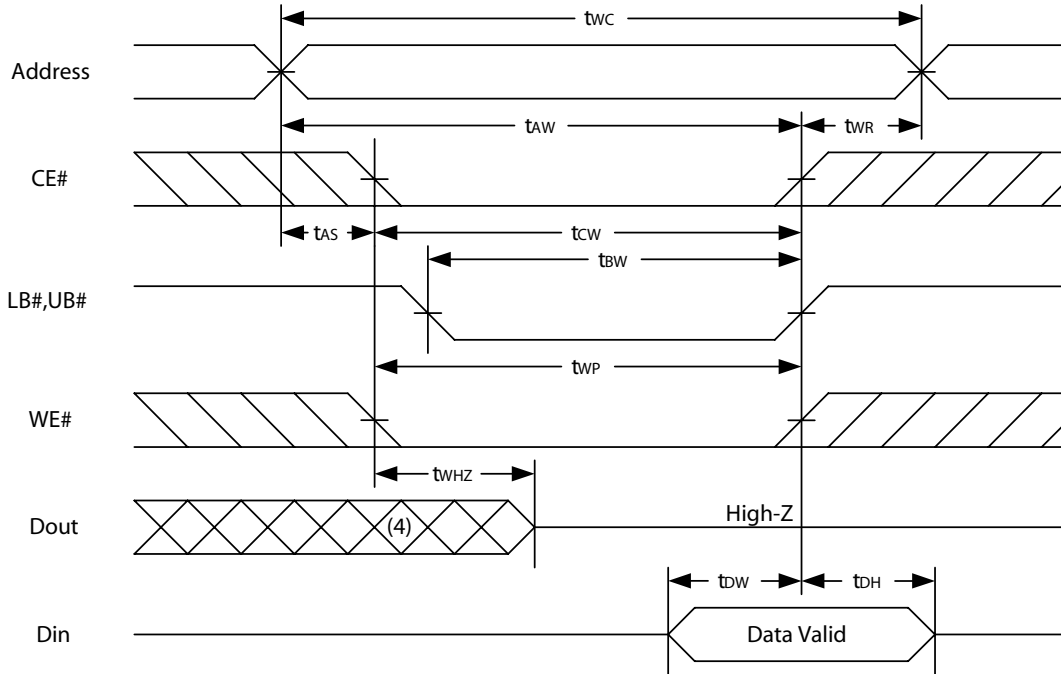 tWC
Address
tAW
tWR
CE#
tAS
tCW
tBW
LB#,UB#
tWP
WE#
tWHZ
Dout
(4)
High-Z
tDW
tDH
Din
Data Valid